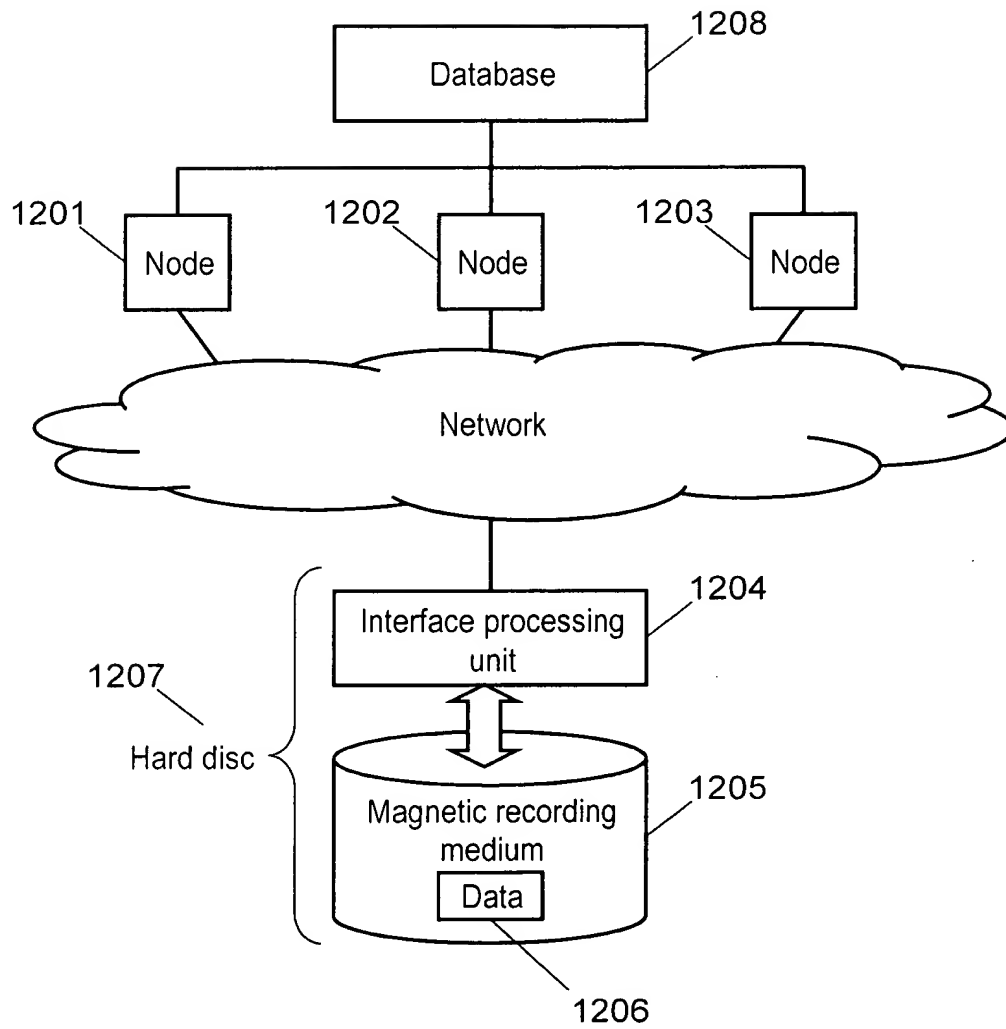 1208
Database
1201
1202
1203
Node
Node
Node
Network
1204
Interface processing
unit
1207
Hard disc
1205
Magnetic recording
medium
Data
1206